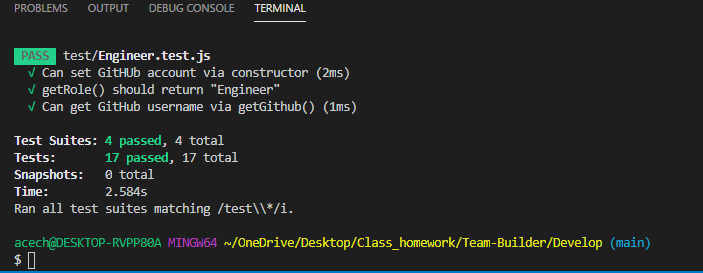 PROBLEMS OUTPUT DEBUG CONSOLE TERMINAL
PASS test/Engineer.test.js
√ Can set GitHUb account via constructor (2ms)
√ getRole() should return "Engineer"
√ Can get GitHub username via getGithub() (1ms)
Test Suites: 4 passed, 4 total
Tests: 17 passed, 17 total
Snapshots: 0 total
Time: 2.584s
Ran all test suites matching /test\\*/i.
acech@DESKTOP-RVPP80A MINGW64 ~/OneDrive/Desktop/Class_homework/Team-Builder/Develop (main)
$